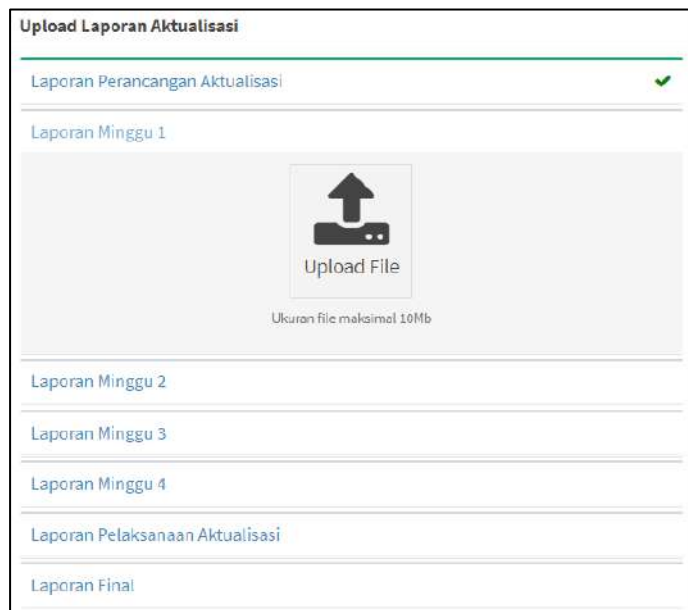 Upload Laporan Aktualisasi
Laporan Perancangan Aktualisasi
Laporan Minggu 1
Upload File
Ukuran file maksimal 10Mb
Laporan Minggu 2
Laporan Minggu 3
Laporan Minggu 4
Laporan Pelaksanaan Aktualisasi
Laporan Final